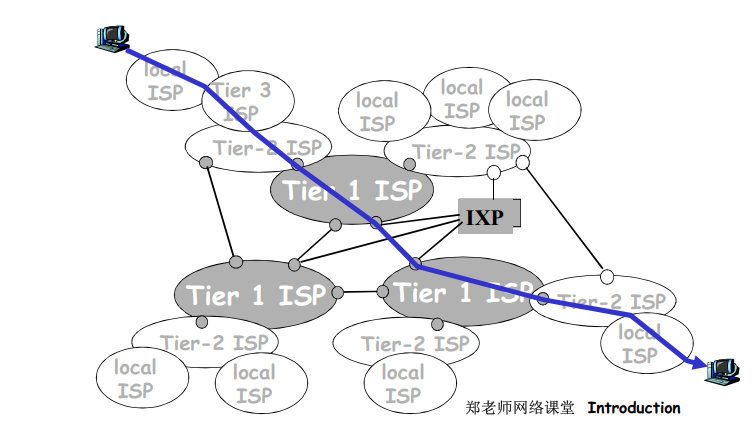 local
ISP
Tier 3
ISP
Tier-2 ISP
local
ISP
local
ISP
local
ISP
Tier-2 ISP
Tier 1 ISP
IXP
Tier 1 ISP
Tier 1 ISP
Tier-2 ISP
local
ISP
Tier-2 ISP
local
ISP
local
ISP
Tier-2 ISP
local
ISP
郑老师网络课堂 Introduction